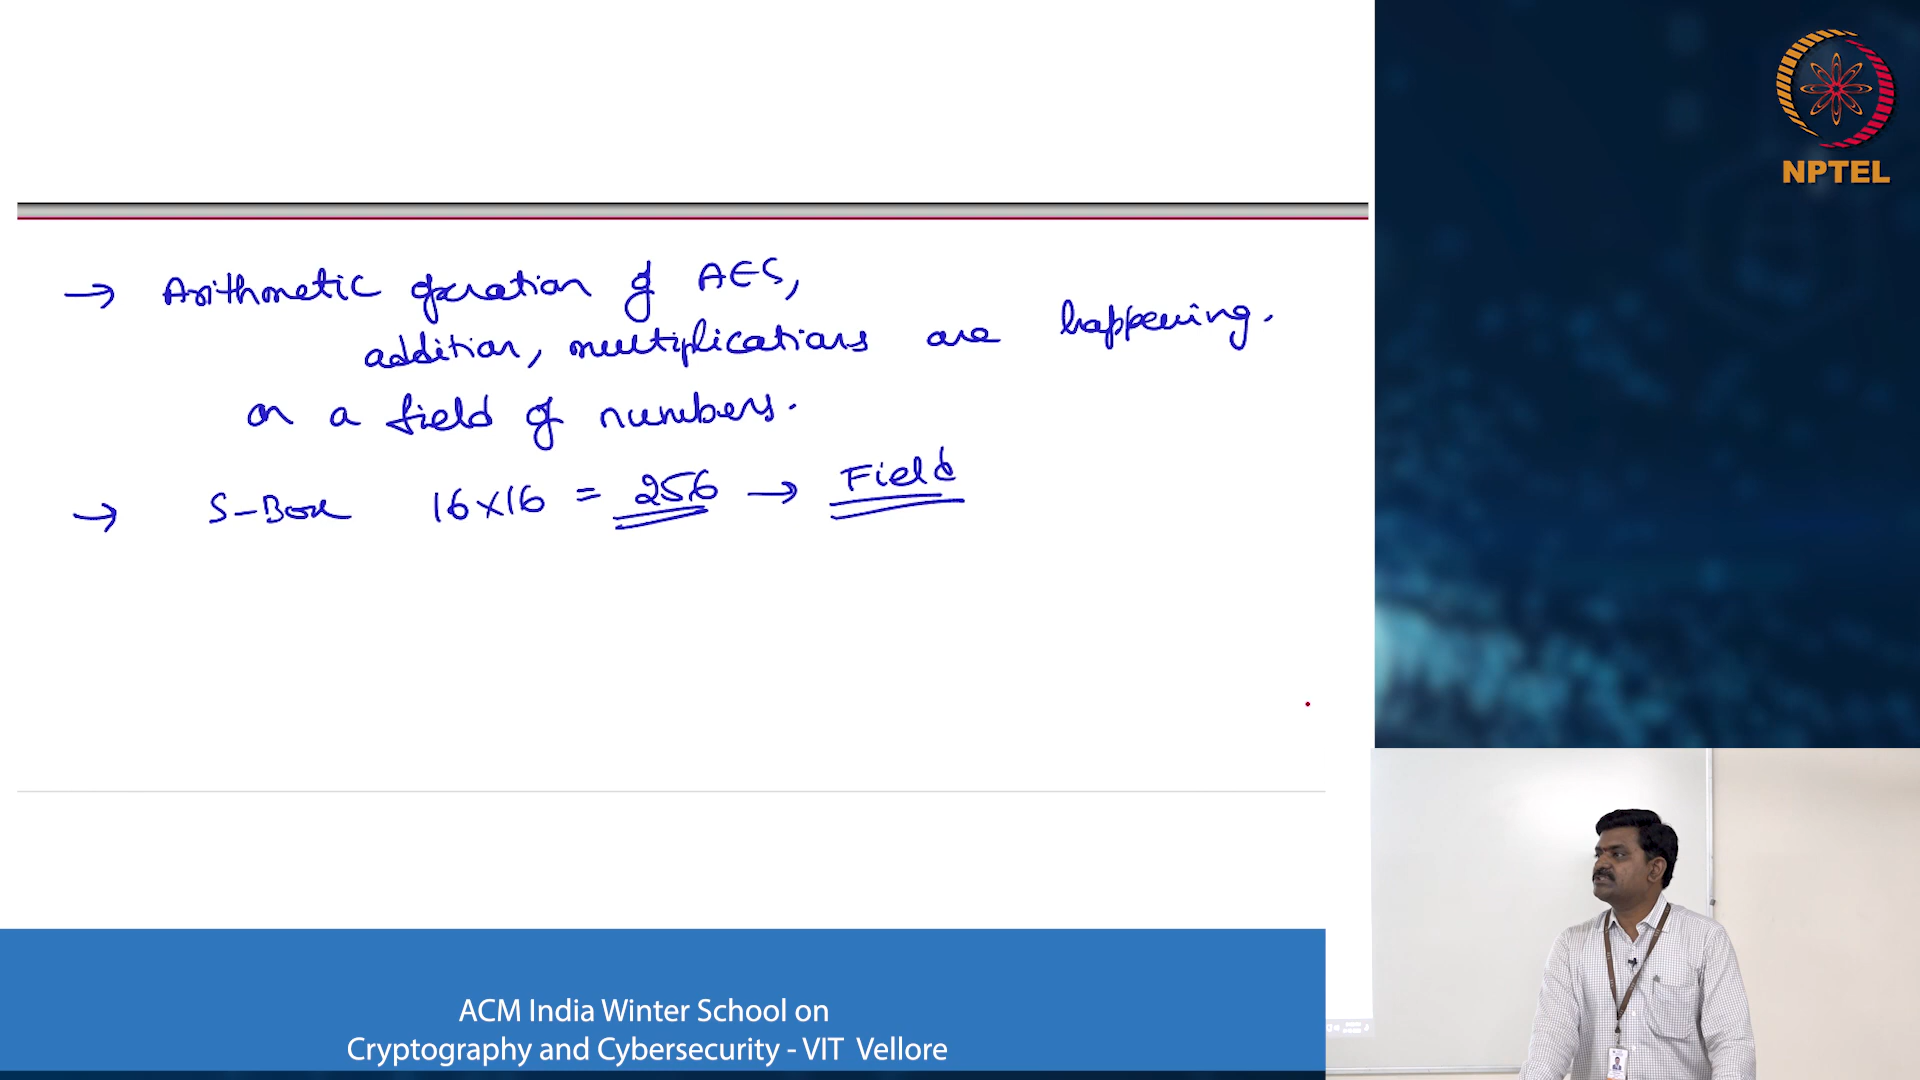 → Arithmetic operation of AES,
addition, multiplications are happening.
on a field of numbers.
→ S-Box 16×16 = 256 → Field
NPTEL
ACM India Winter School on
Cryptography and Cybersecurity - VIT Vellore